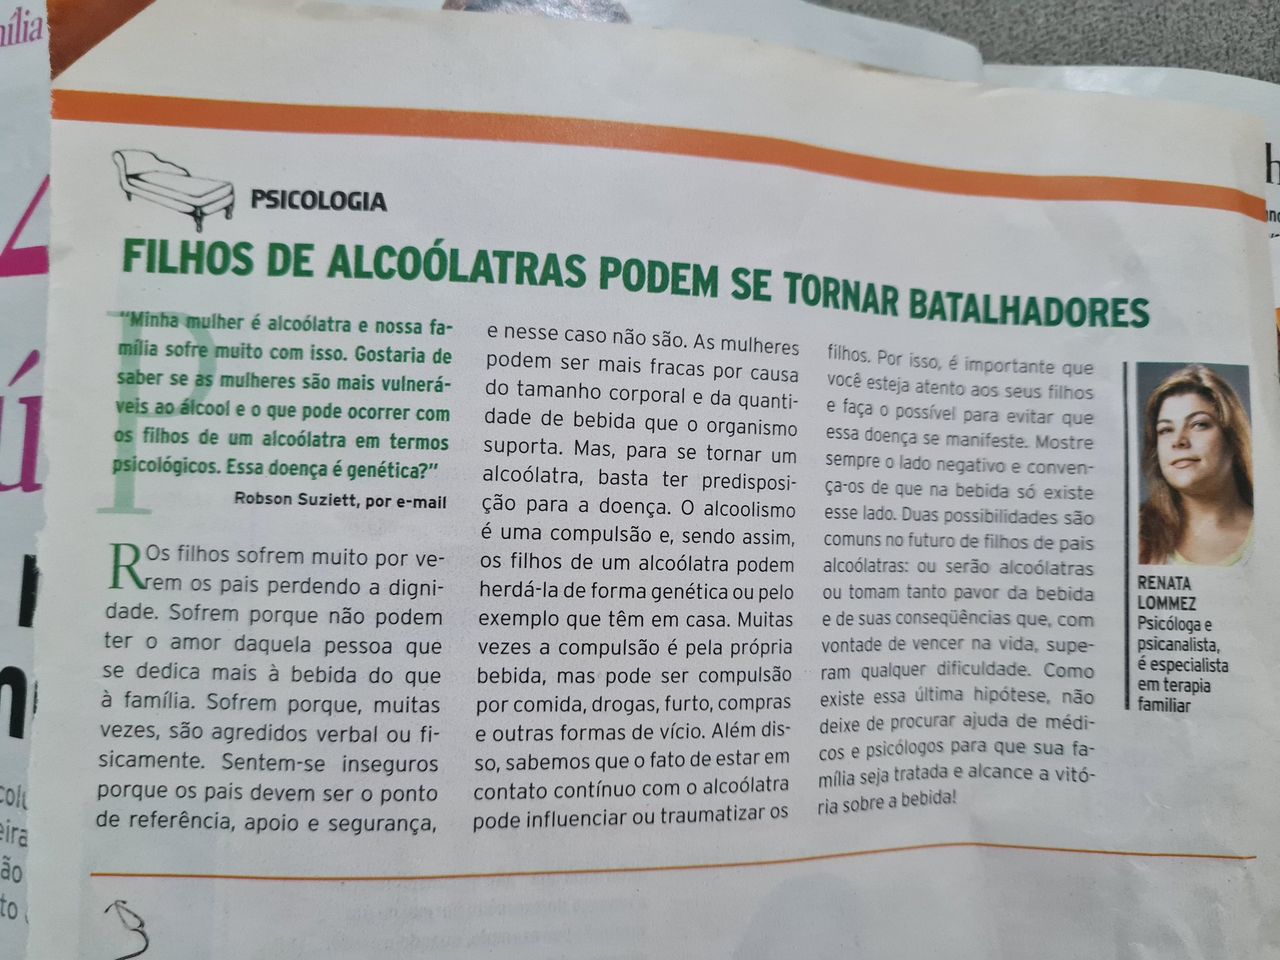 PSICOLOGIA
FILHOS DE ALCOÓLATRAS PODEM SE TORNAR BATALHADORES
P
"Minha mulher é alcoólatra e nossa fa-
mília sofre muito com isso. Gostaria de
saber se as mulheres são mais vulnerá-
veis ao álcool e o que pode ocorrer com
os filhos de um alcoólatra em termos
psicológicos. Essa doença é genética?"
Robson Suziett, por e-mail
R Os filhos sofrem muito por ve-
rem os pais perdendo a digni-
dade. Sofrem porque não podem
ter o amor daquela pessoa que
se dedica mais à bebida do que
à família. Sofrem porque, muitas
vezes, são agredidos verbal ou fi-
sicamente. Sentem-se inseguros
porque os pais devem ser o ponto
de referência, apoio e segurança,
e nesse caso não são. As mulheres
podem ser mais fracas por causa
do tamanho corporal e da quanti-
dade de bebida que o organismo
suporta. Mas, para se tornar um
alcoólatra, basta ter predisposi-
ção para a doença. O alcoolismo
é uma compulsão e, sendo assim,
os filhos de um alcoólatra podem
herdá-la de forma genética ou pelo
exemplo que têm em casa. Muitas
vezes a compulsão é pela própria
bebida, mas pode ser compulsão
por comida, drogas, furto, compras
e outras formas de vício. Além dis-
so, sabemos que o fato de estar em
contato contínuo com o alcoólatra
pode influenciar ou traumatizar os
filhos. Por isso, é importante que
você esteja atento aos seus filhos
e faça o possível para evitar que
essa doença se manifeste. Mostre
sempre o lado negativo e conven-
ça-os de que na bebida só existe
esse lado. Duas possibilidades são
comuns no futuro de filhos de pais
alcoólatras: ou serão alcoólatras
ou tomam tanto pavor da bebida
e de suas conseqüências que, com
vontade de vencer na vida, supe-
ram qualquer dificuldade. Como
existe essa última hipótese, não
deixe de procurar ajuda de médi-
cos e psicólogos para que sua fa-
mília seja tratada e alcance a vitó-
ria sobre a bebida!
RENATA
LOMMEZ
Psicóloga e
psicanalista,
é especialista
em terapia
familiar